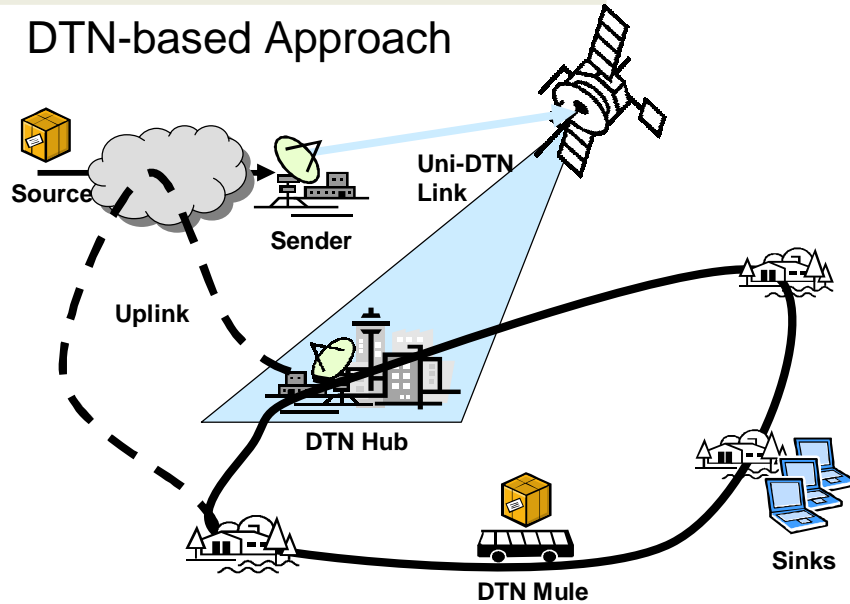 DTN-based Approach
Source
Sender
Uni-DTN
Link
Uplink
DTN Hub
Sinks
DTN Mule